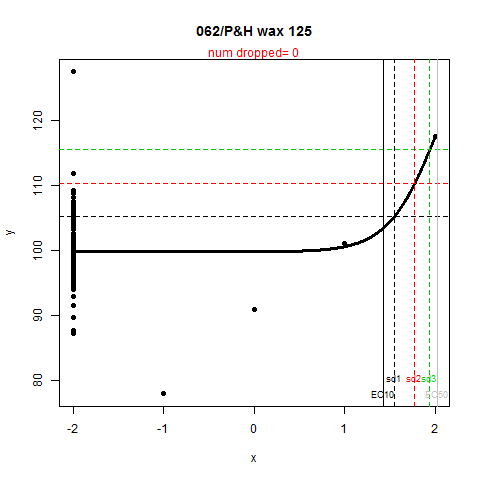 062/P&H wax 125
num dropped= 0
120
110
100
90
80
y
sd1 sd2 sd3
EC10 EC50
-2 -1 0 1 2
x